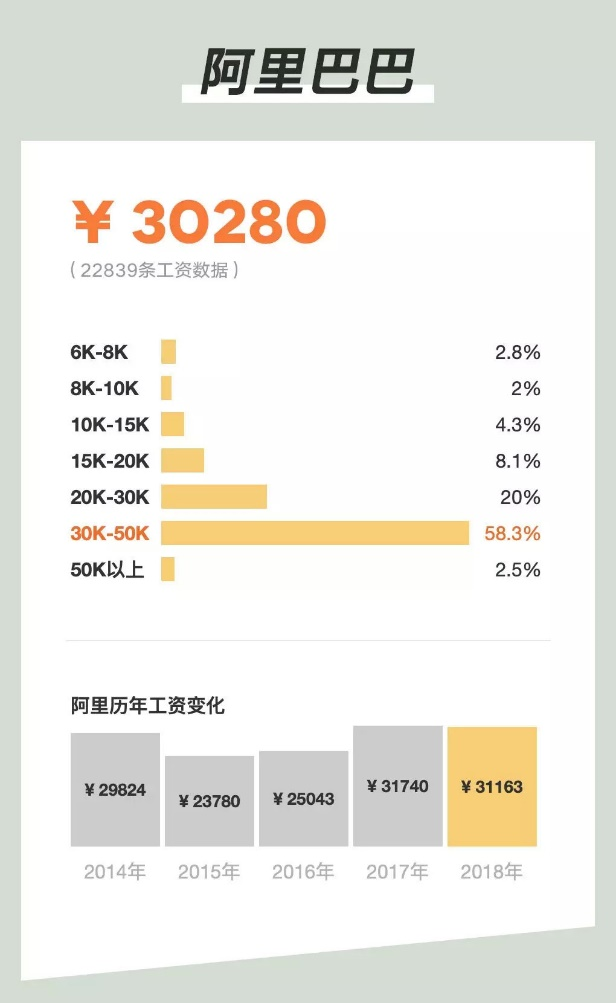 阿里巴巴
¥ 30280
(22839条工资数据)
6K-8K 2.8%
8K-10K 2%
10K-15K 4.3%
15K-20K 8.1%
20K-30K 20%
30K-50K 58.3%
50K以上 2.5%
阿里历年工资变化
¥ 29824 ¥ 23780 ¥ 25043 ¥ 31740 ¥ 31163
2014年 2015年 2016年 2017年 2018年